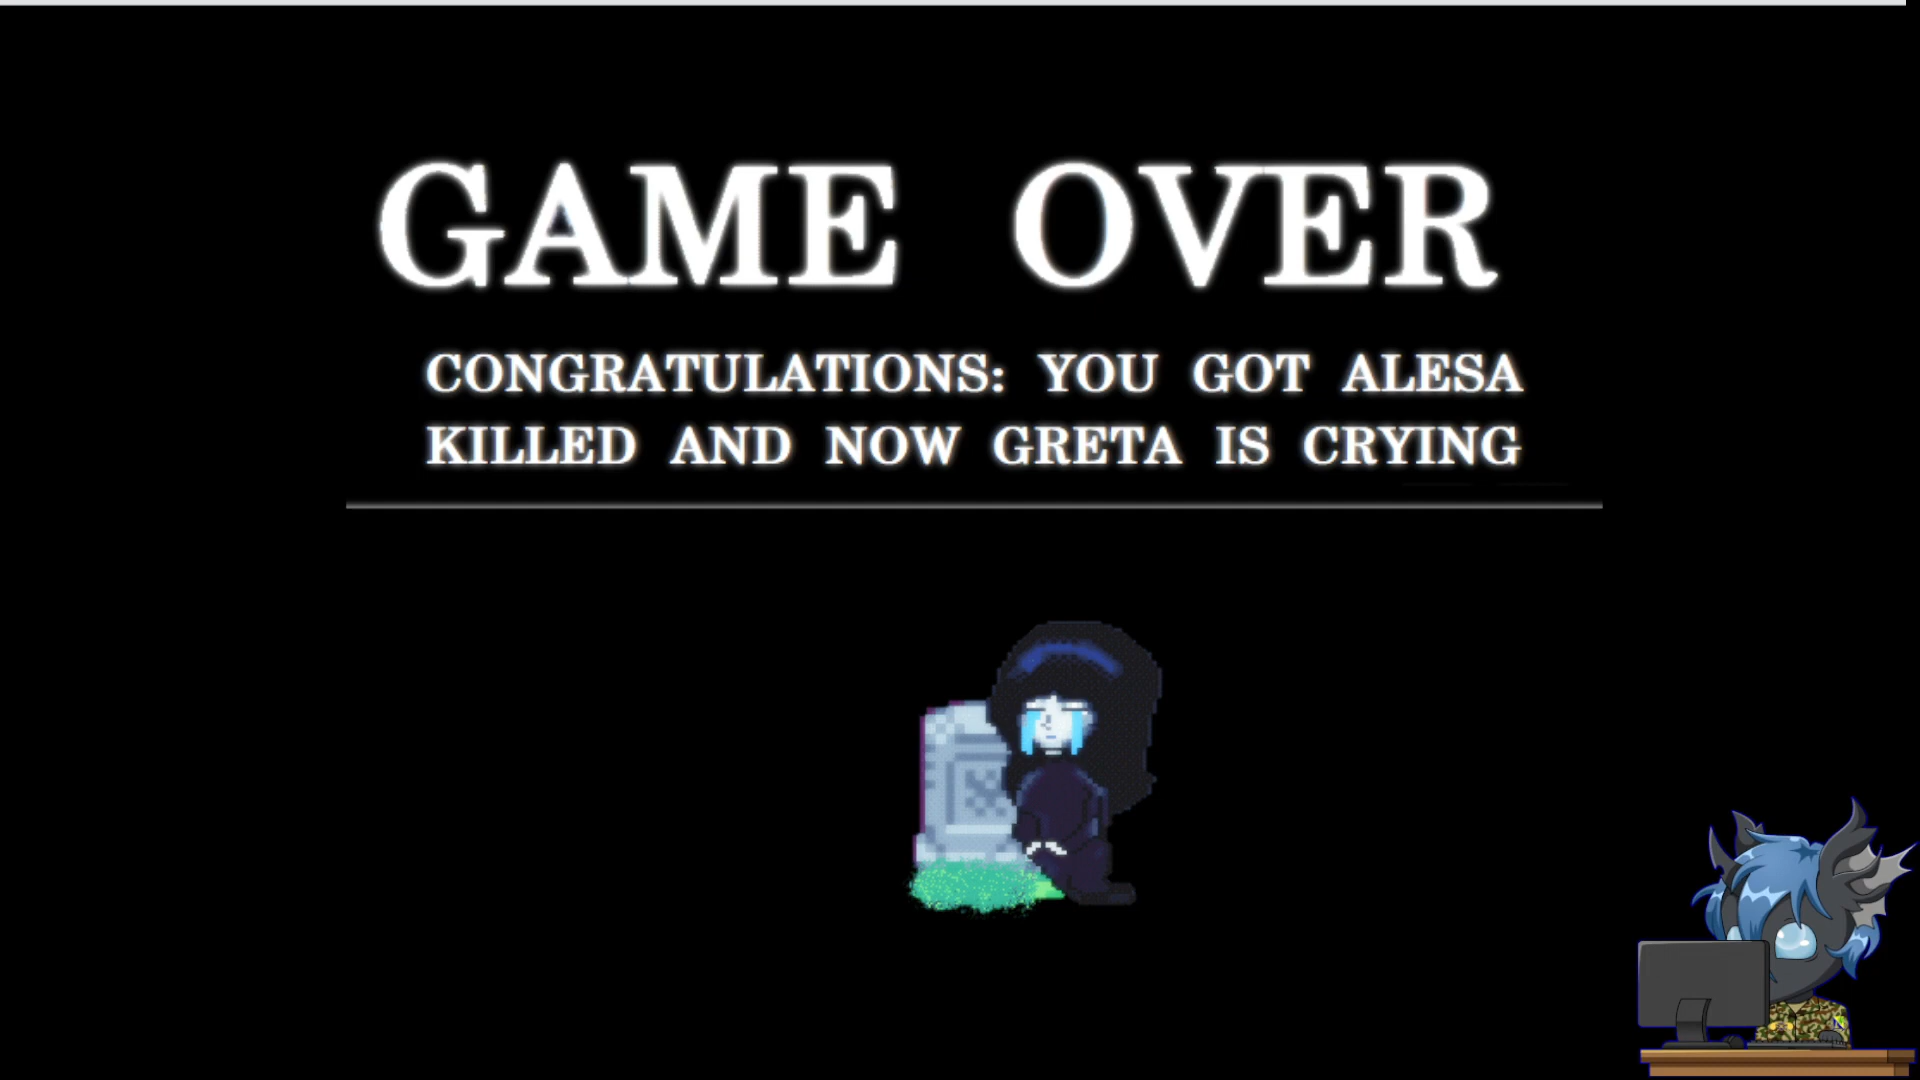 GAME OVER
CONGRATULATIONS: YOU GOT ALESA
KILLED AND NOW GRETA IS CRYING